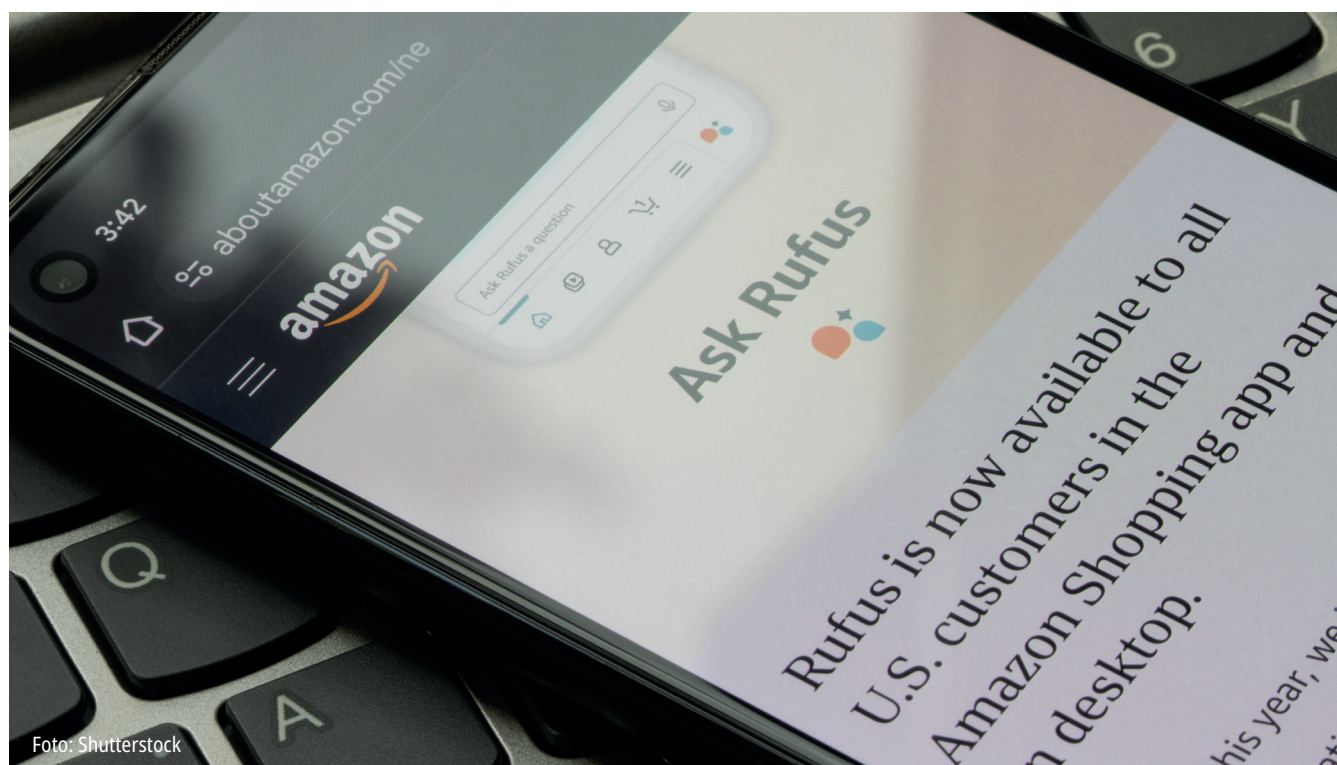 3:42
aboutamazon.com/ne
amazon
Ask Rufus a question
1
Ask Rufus
Rufus is now available to all
U.S. customers in the
Amazon Shopping app and
n desktop.
his year, we
6
Y
Q
A
Foto: Shutterstock